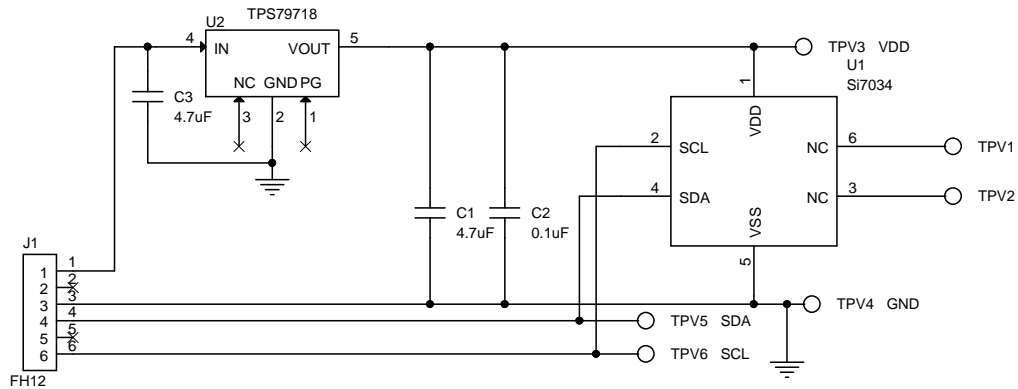 TPS79718
U2
4
IN
VOUT
5
NC GND PG
3
2
1
C3
4.7uF
TPV3 VDD
U1
Si7034
1
VDD
2
SCL
NC
6
TPV1
4
SDA
NC
3
TPV2
VSS
5
C1
4.7uF
C2
0.1uF
J1
1
1
2
2
3
3
4
4
5
5
6
6
FH12
TPV4 GND
TPV5 SDA
TPV6 SCL